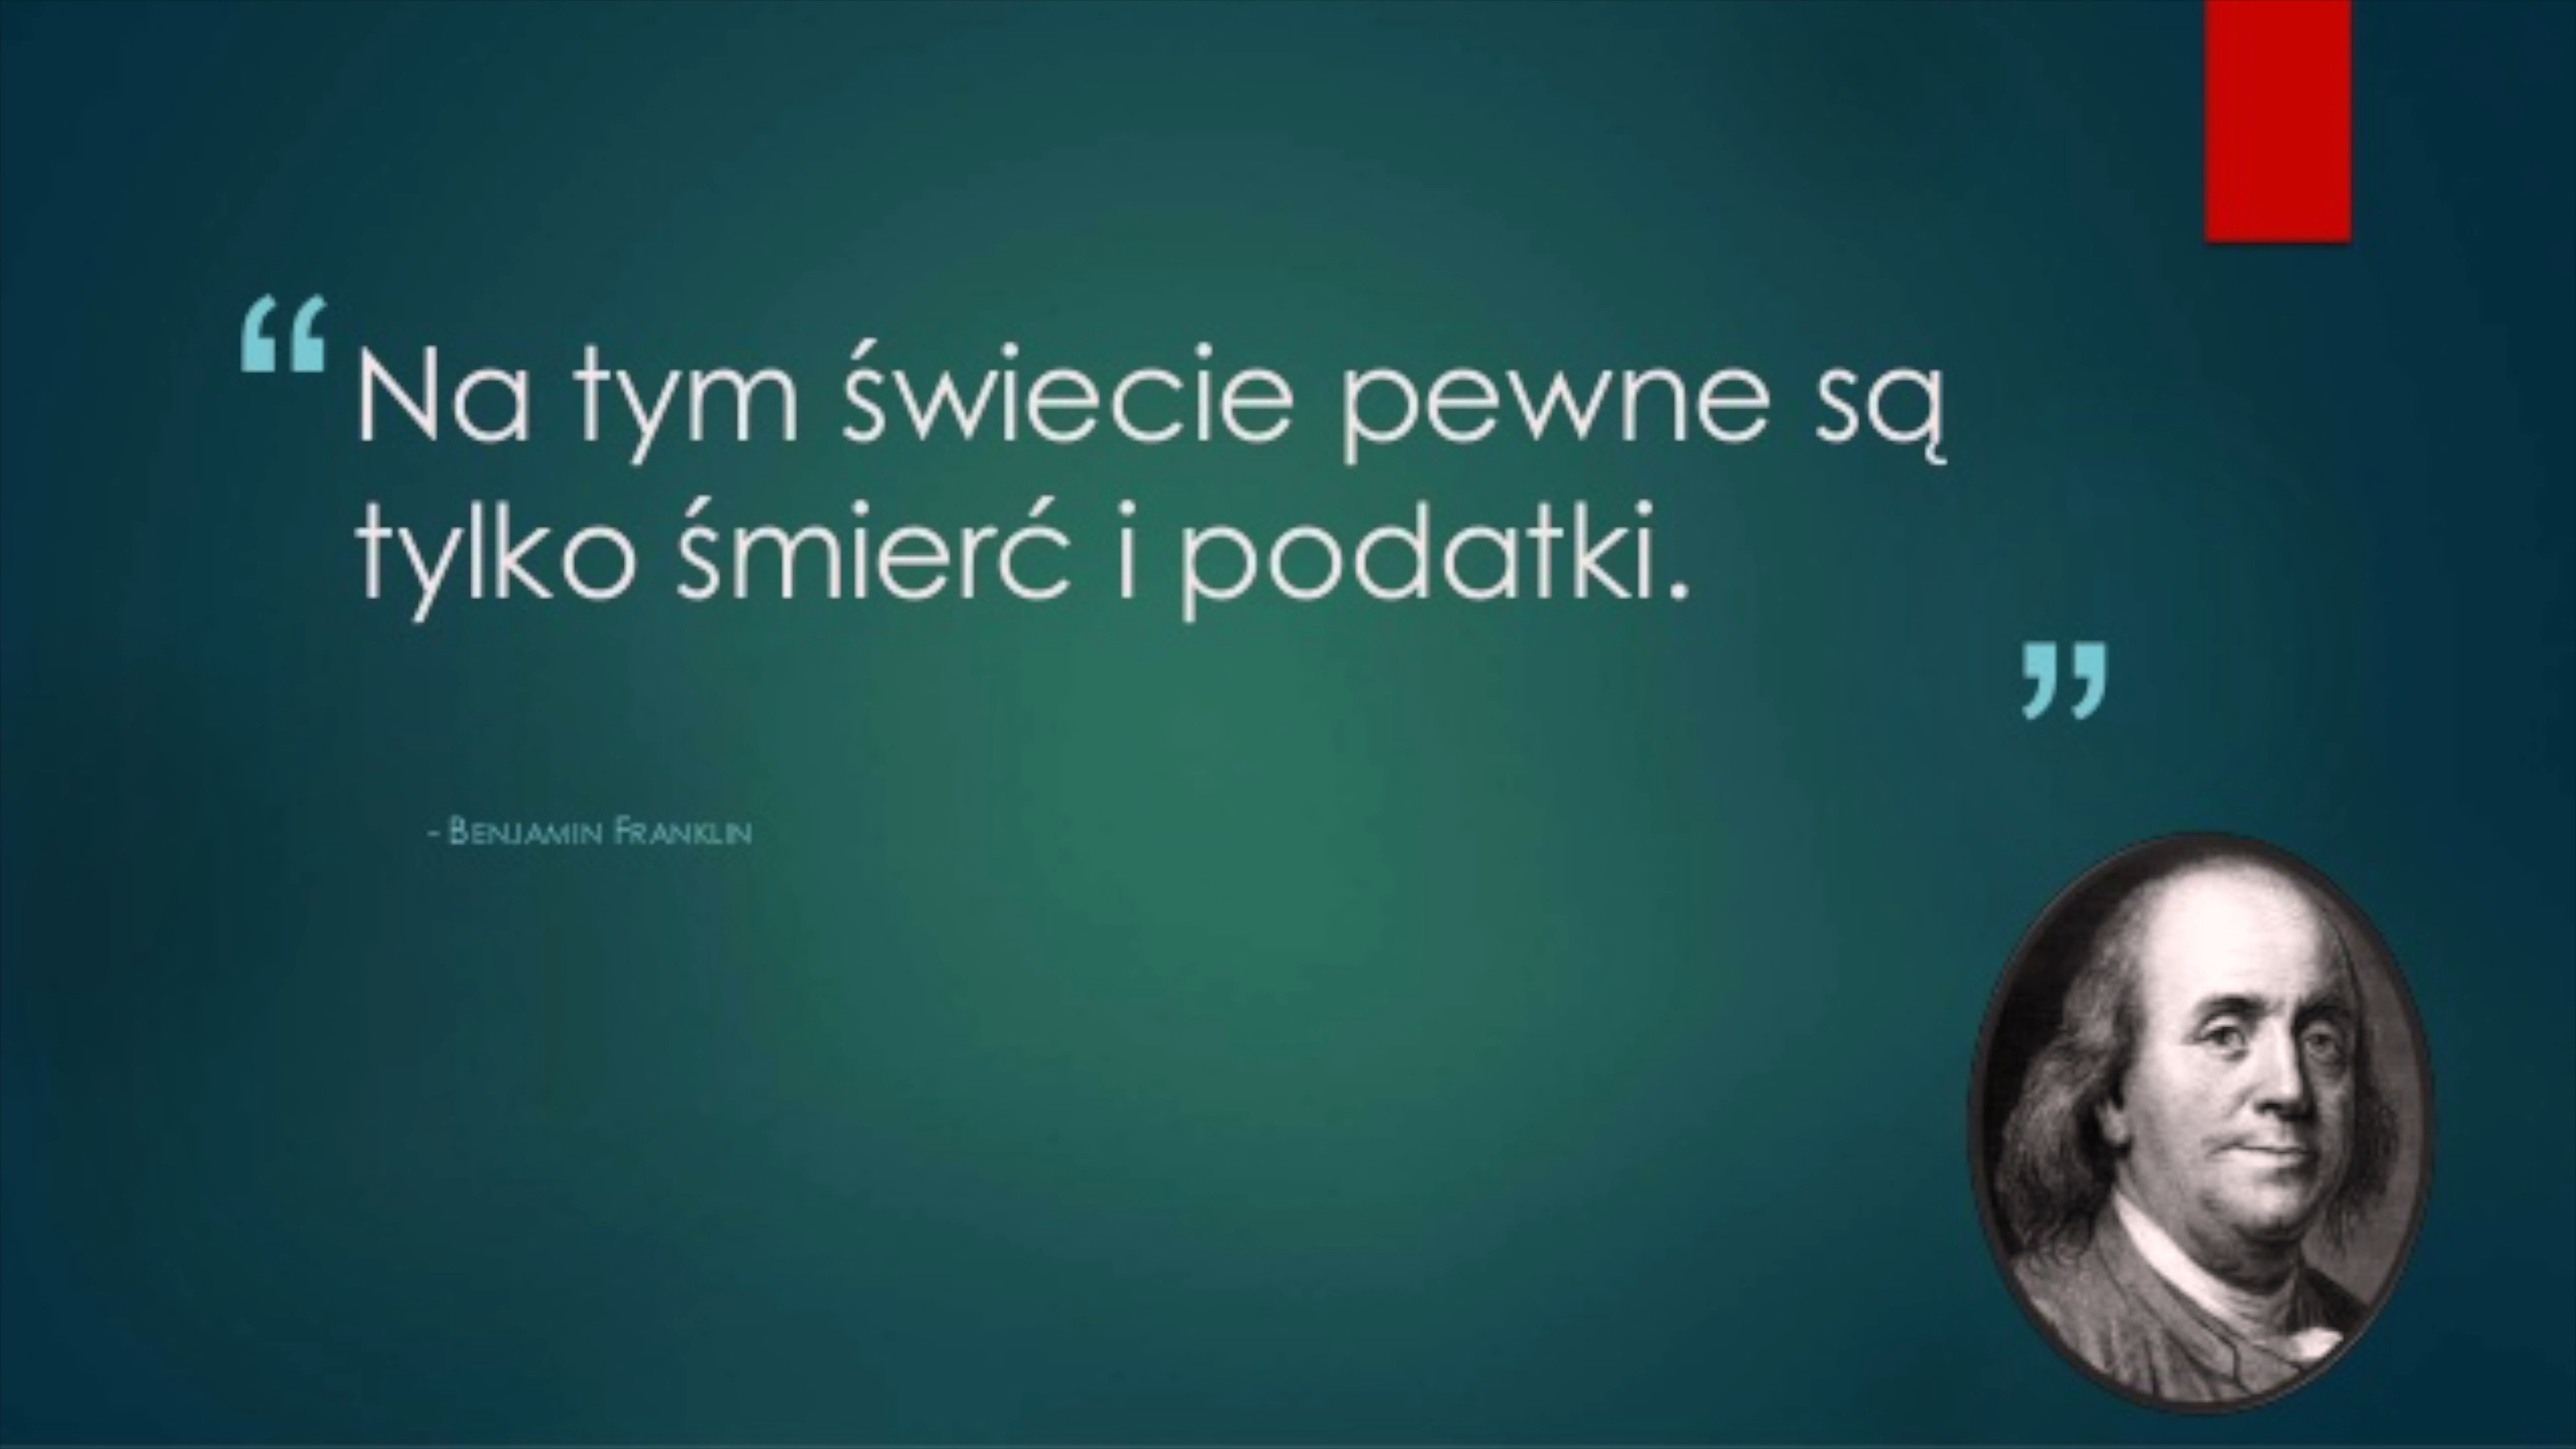 “Na tym świecie pewne są
tylko śmierć i podatki.
”
- BENJAMIN FRANKLIN